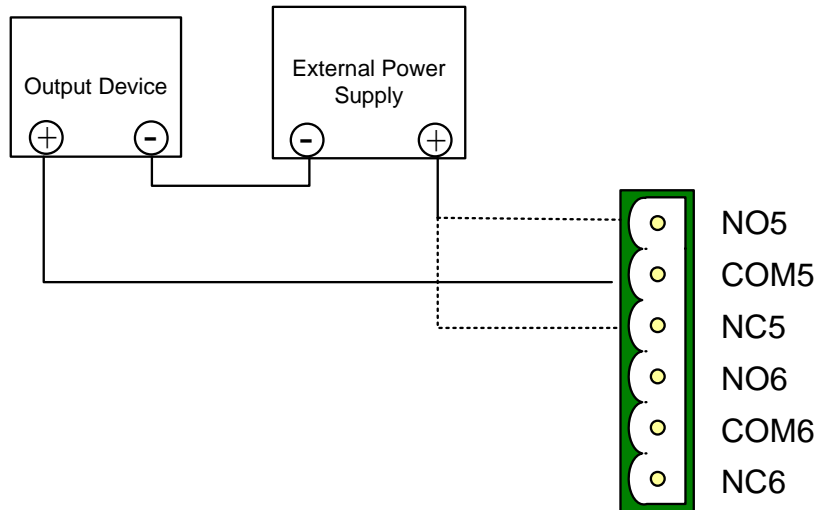 Output Device
External Power
Supply
+
-
-
+
NO5
COM5
NC5
NO6
COM6
NC6